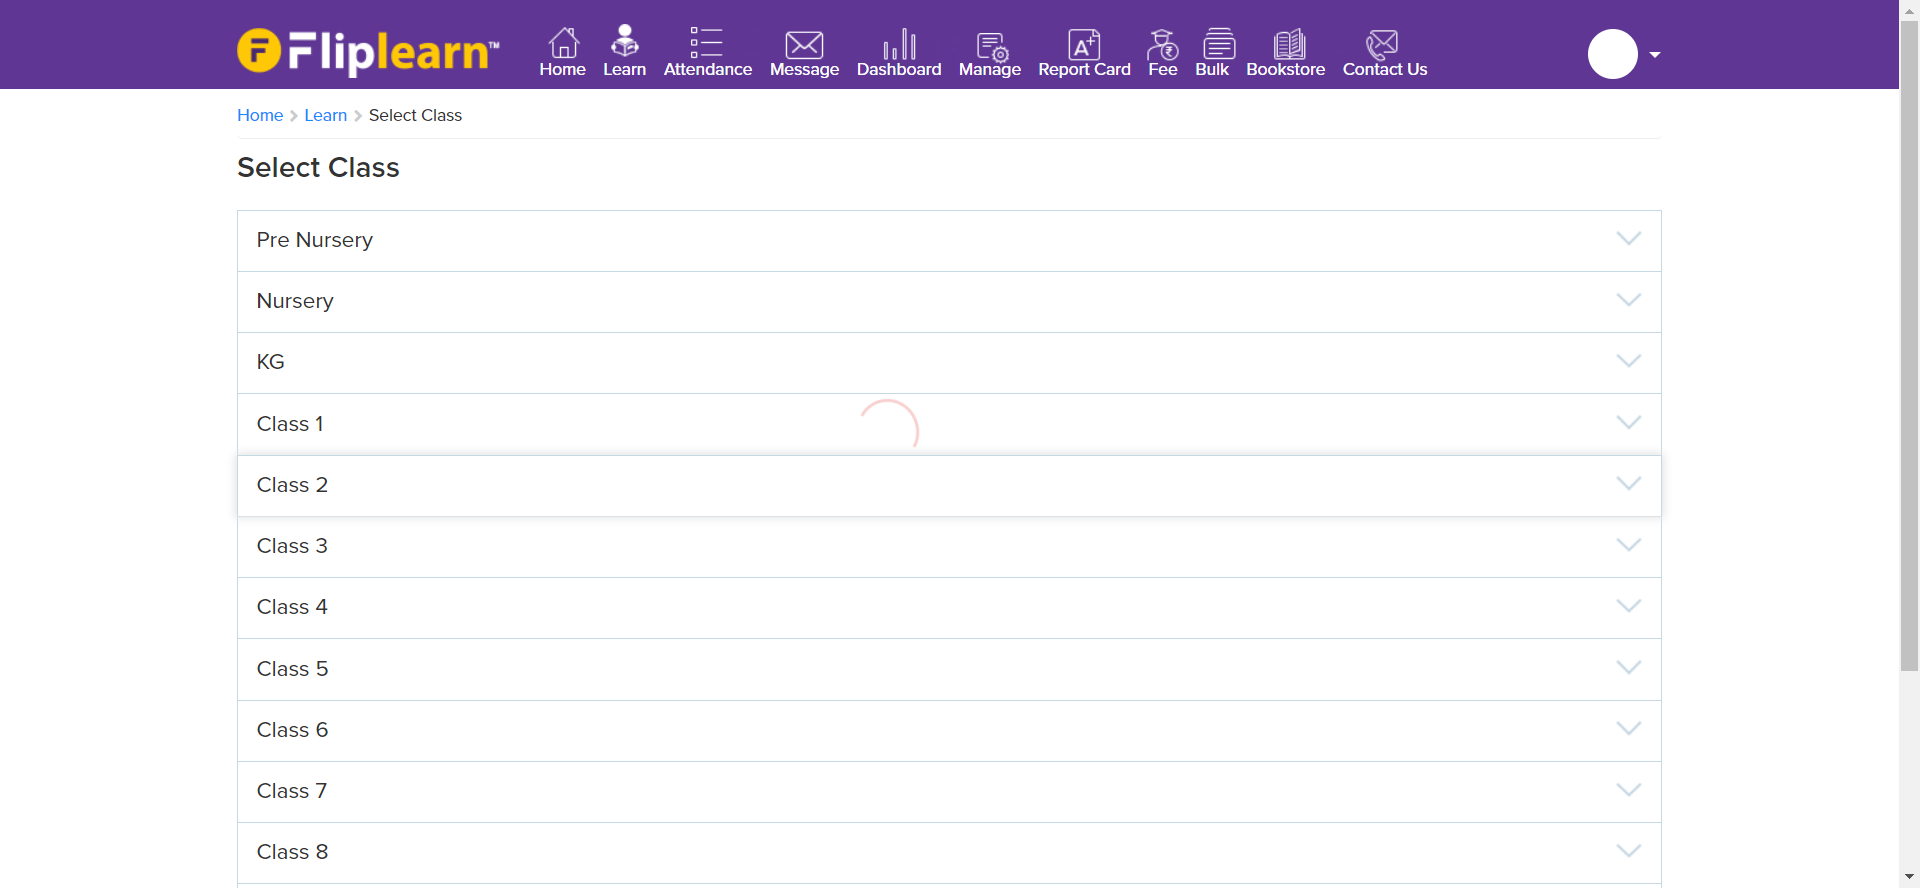 Fliplearn™
Home Learn Attendance Message Dashboard Manage Report Card Fee Bulk Bookstore Contact Us
Home > Learn > Select Class
Select Class
Pre Nursery
Nursery
KG
Class 1
Class 2
Class 3
Class 4
Class 5
Class 6
Class 7
Class 8